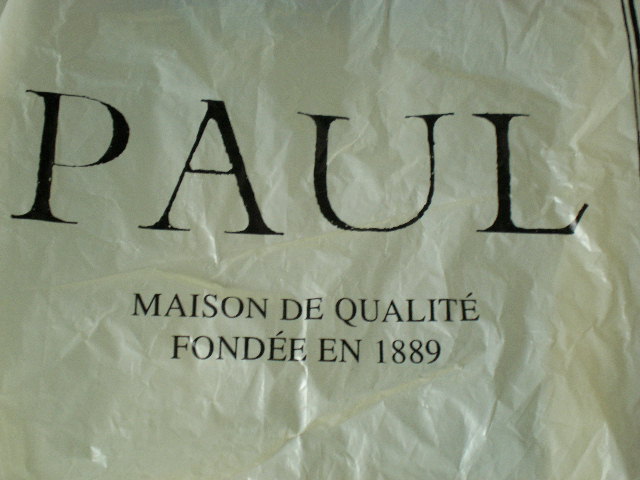 PAUL
MAISON DE QUALITÉ
FONDÉE EN 1889